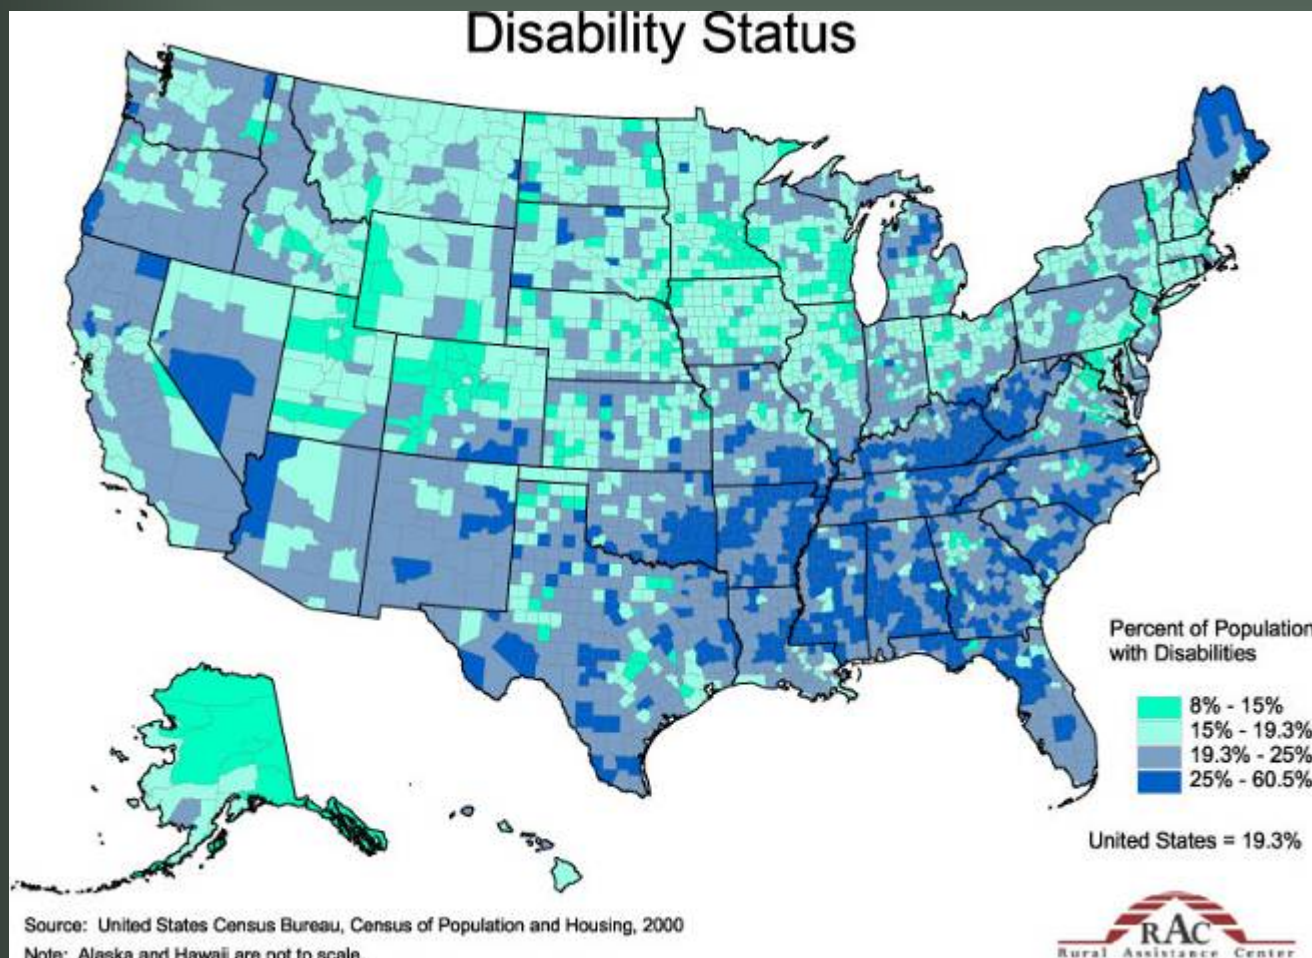 Disability Status
Percent of Population
with Disabilities
8% - 15%
15% - 19.3%
19.3% - 25%
25% - 60.5%
United States = 19.3%
Source: United States Census Bureau, Census of Population and Housing, 2000
Note: Alaska and Hawaii are not to scale
RAC
Rural Assistance Center